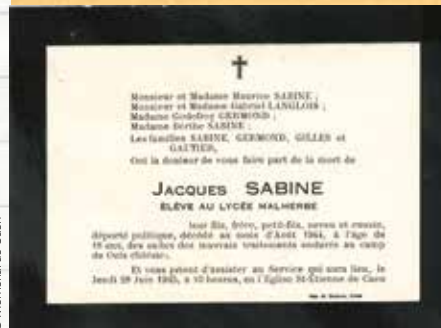 Monsieur et Madame Maurice SABINE ;
Monsieur et Madame Gabriel LANGLOIS ;
Madame Godefroy GERMOND ;
Madame Berthe SABINE ;
Les familles SABINE, GERMOND, GILLES et
GAUTIER,
Ont la douleur de vous faire part de la mort de
JACQUES SABINE
ÉLÈVE AU LYCÉE MALHERBE
leur fils, frère, petit-fils, neveu et cousin,
déporté politique, décédé au mois d'Août 1944, à l'âge de
ans, des suites des mauvais traitements endurés au camp
de
Et vous prient d'assister au Service qui aura lieu, le
Jeudi 28 Juin 1945, à 10 heures, en l'Église St-Étienne de Caen